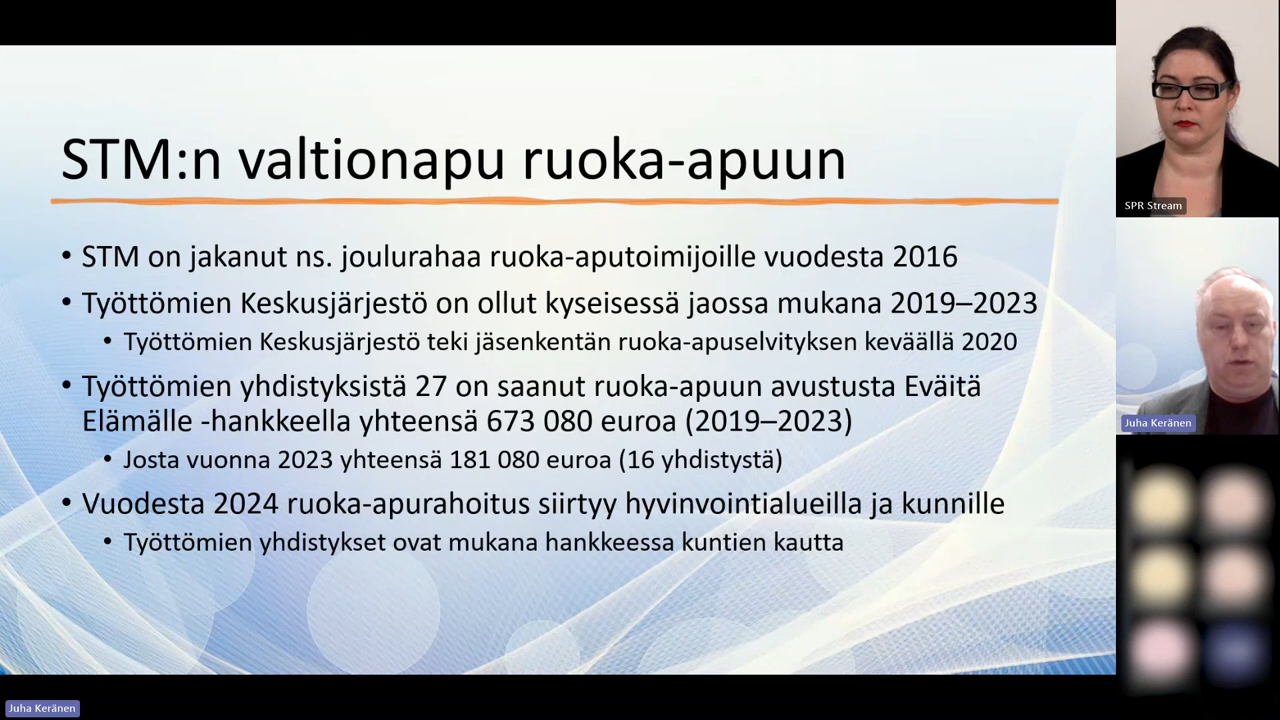 STM:n valtionapu ruoka-apuun
• STM on jakanut ns. joulurahaa ruoka-aputoimijoille vuodesta 2016
• Työttömien Keskusjärjestö on ollut kyseisessä jaossa mukana 2019–2023
• Työttömien Keskusjärjestö teki jäsenkentän ruoka-apuselvityksen keväällä 2020
• Työttömien yhdistyksistä 27 on saanut ruoka-apuun avustusta Eväitä
Elämälle -hankkeella yhteensä 673 080 euroa (2019–2023)
• Josta vuonna 2023 yhteensä 181 080 euroa (16 yhdistystä)
• Vuodesta 2024 ruoka-apurahoitus siirtyy hyvinvointialueilla ja kunnille
• Työttömien yhdistykset ovat mukana hankkeessa kuntien kautta
SPR Stream
Juha Keränen
Juha Keränen